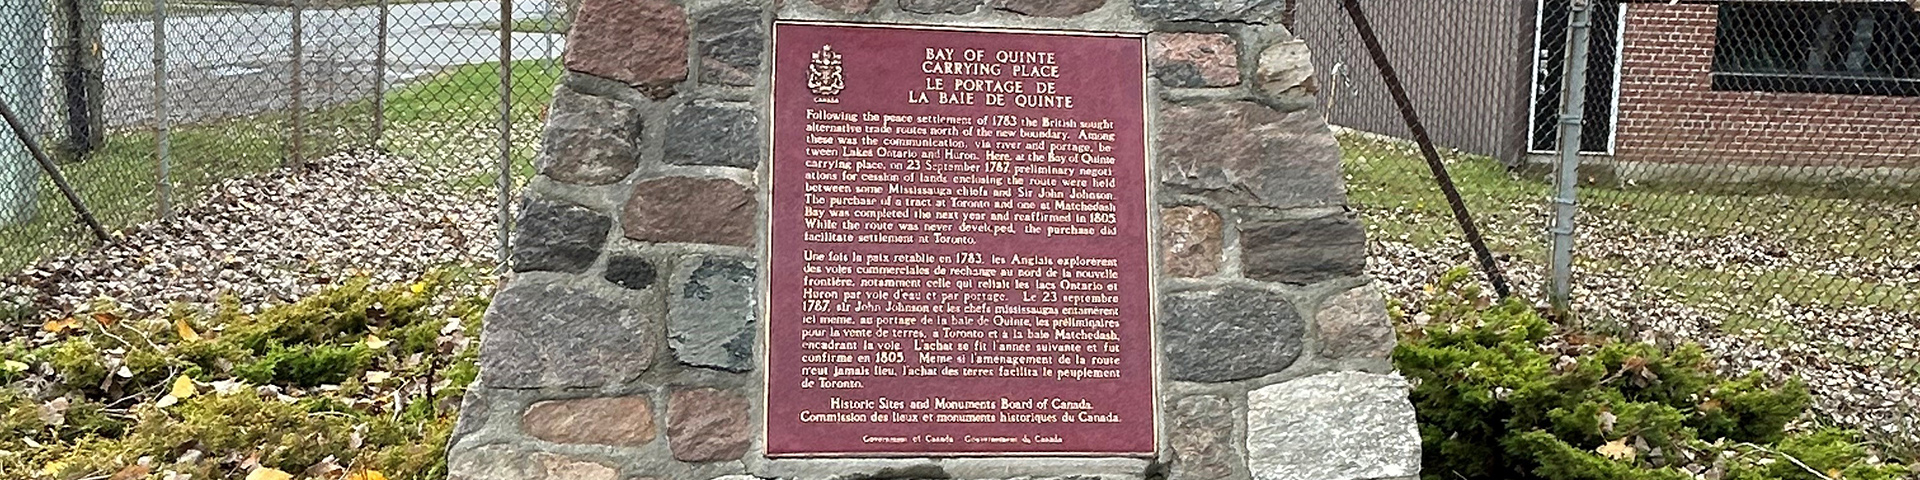 BAY OF QUINTE
CARRYING PLACE
LE PORTAGE DE
LA BAIE DE QUINTE
Canada
Following the peace settlement of 1783 the British sought
alternative trade routes north of the new boundary. Among
these was the communication, via river and portage, be-
tween Lakes Ontario and Huron. Here, at the Bay of Quinte
carrying place, on 23 September 1787, preliminary negoti-
ations for cession of lands enclosing the route were held
between some Mississauga chiefs and Sir John Johnson.
The purchase of a tract at Toronto and one at Matchedash
Bay was completed the next year and reaffirmed in 1805.
While the route was never developed, the purchase did
facilitate settlement at Toronto.
Une fois la paix rétablie en 1783, les Anglais explorèrent
des voies commerciales de rechange au nord de la nouvelle
frontière, notamment celle qui reliait les lacs Ontario et
Huron par voie d'eau et par portage. Le 23 septembre
1787, sir John Johnson et les chefs mississaugas entamèrent
ici même, au portage de la baie de Quinte, les préliminaires
pour la vente de terres, à Toronto et à la baie Matchedash,
encadrant la voie. L'achat se fit l'année suivante et fut
confirmé en 1805. Même si l'aménagement de la route
n'eut jamais lieu, l'achat des terres facilita le peuplement
de Toronto.
Historic Sites and Monuments Board of Canada.
Commission des lieux et monuments historiques du Canada.
Government of Canada Gouvernement du Canada